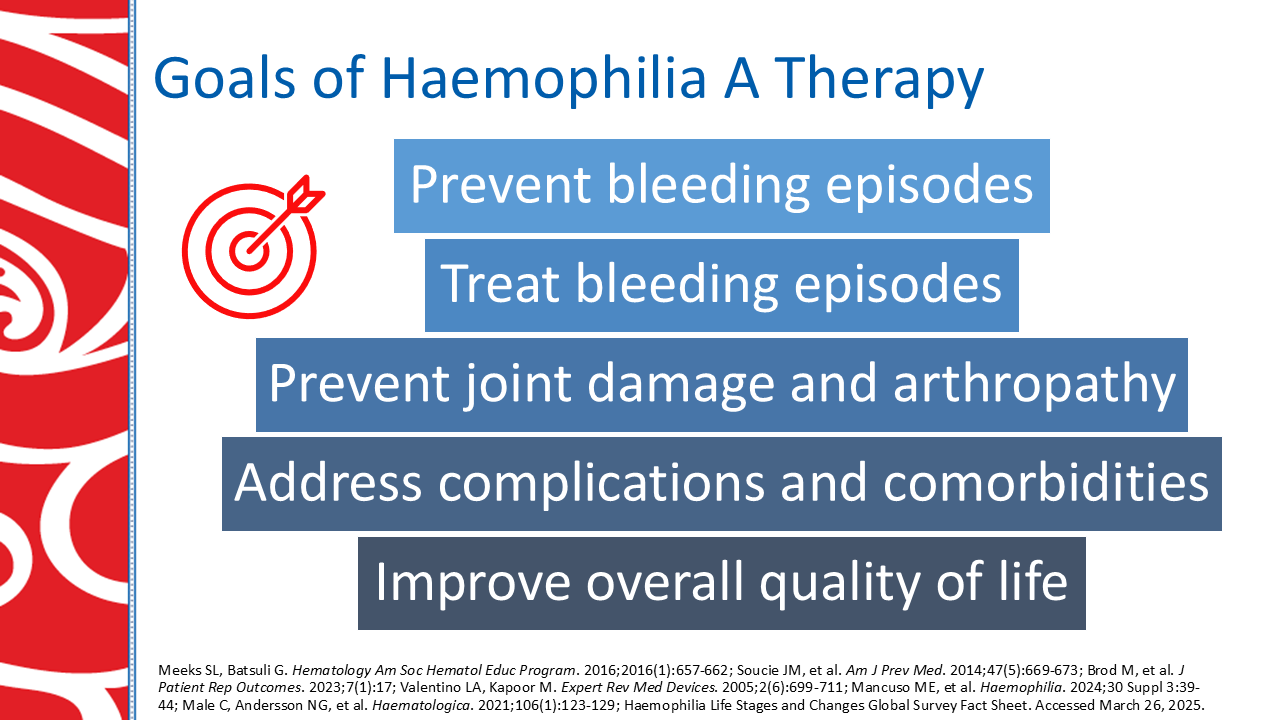 Goals of Haemophilia A Therapy
Prevent bleeding episodes
Treat bleeding episodes
Prevent joint damage and arthropathy
Address complications and comorbidities
Improve overall quality of life
Meeks SL, Batsuli G. Hematology Am Soc Hematol Educ Program. 2016;2016(1):657-662; Soucie JM, et al. Am J Prev Med. 2014;47(5):669-673; Brod M, et al. J
Patient Rep Outcomes. 2023;7(1):17; Valentino LA, Kapoor M. Expert Rev Med Devices. 2005;2(6):699-711; Mancuso ME, et al. Haemophilia. 2024;30 Suppl 3:39-
44; Male C, Andersson NG, et al. Haematologica. 2021;106(1):123-129; Haemophilia Life Stages and Changes Global Survey Fact Sheet. Accessed March 26, 2025.